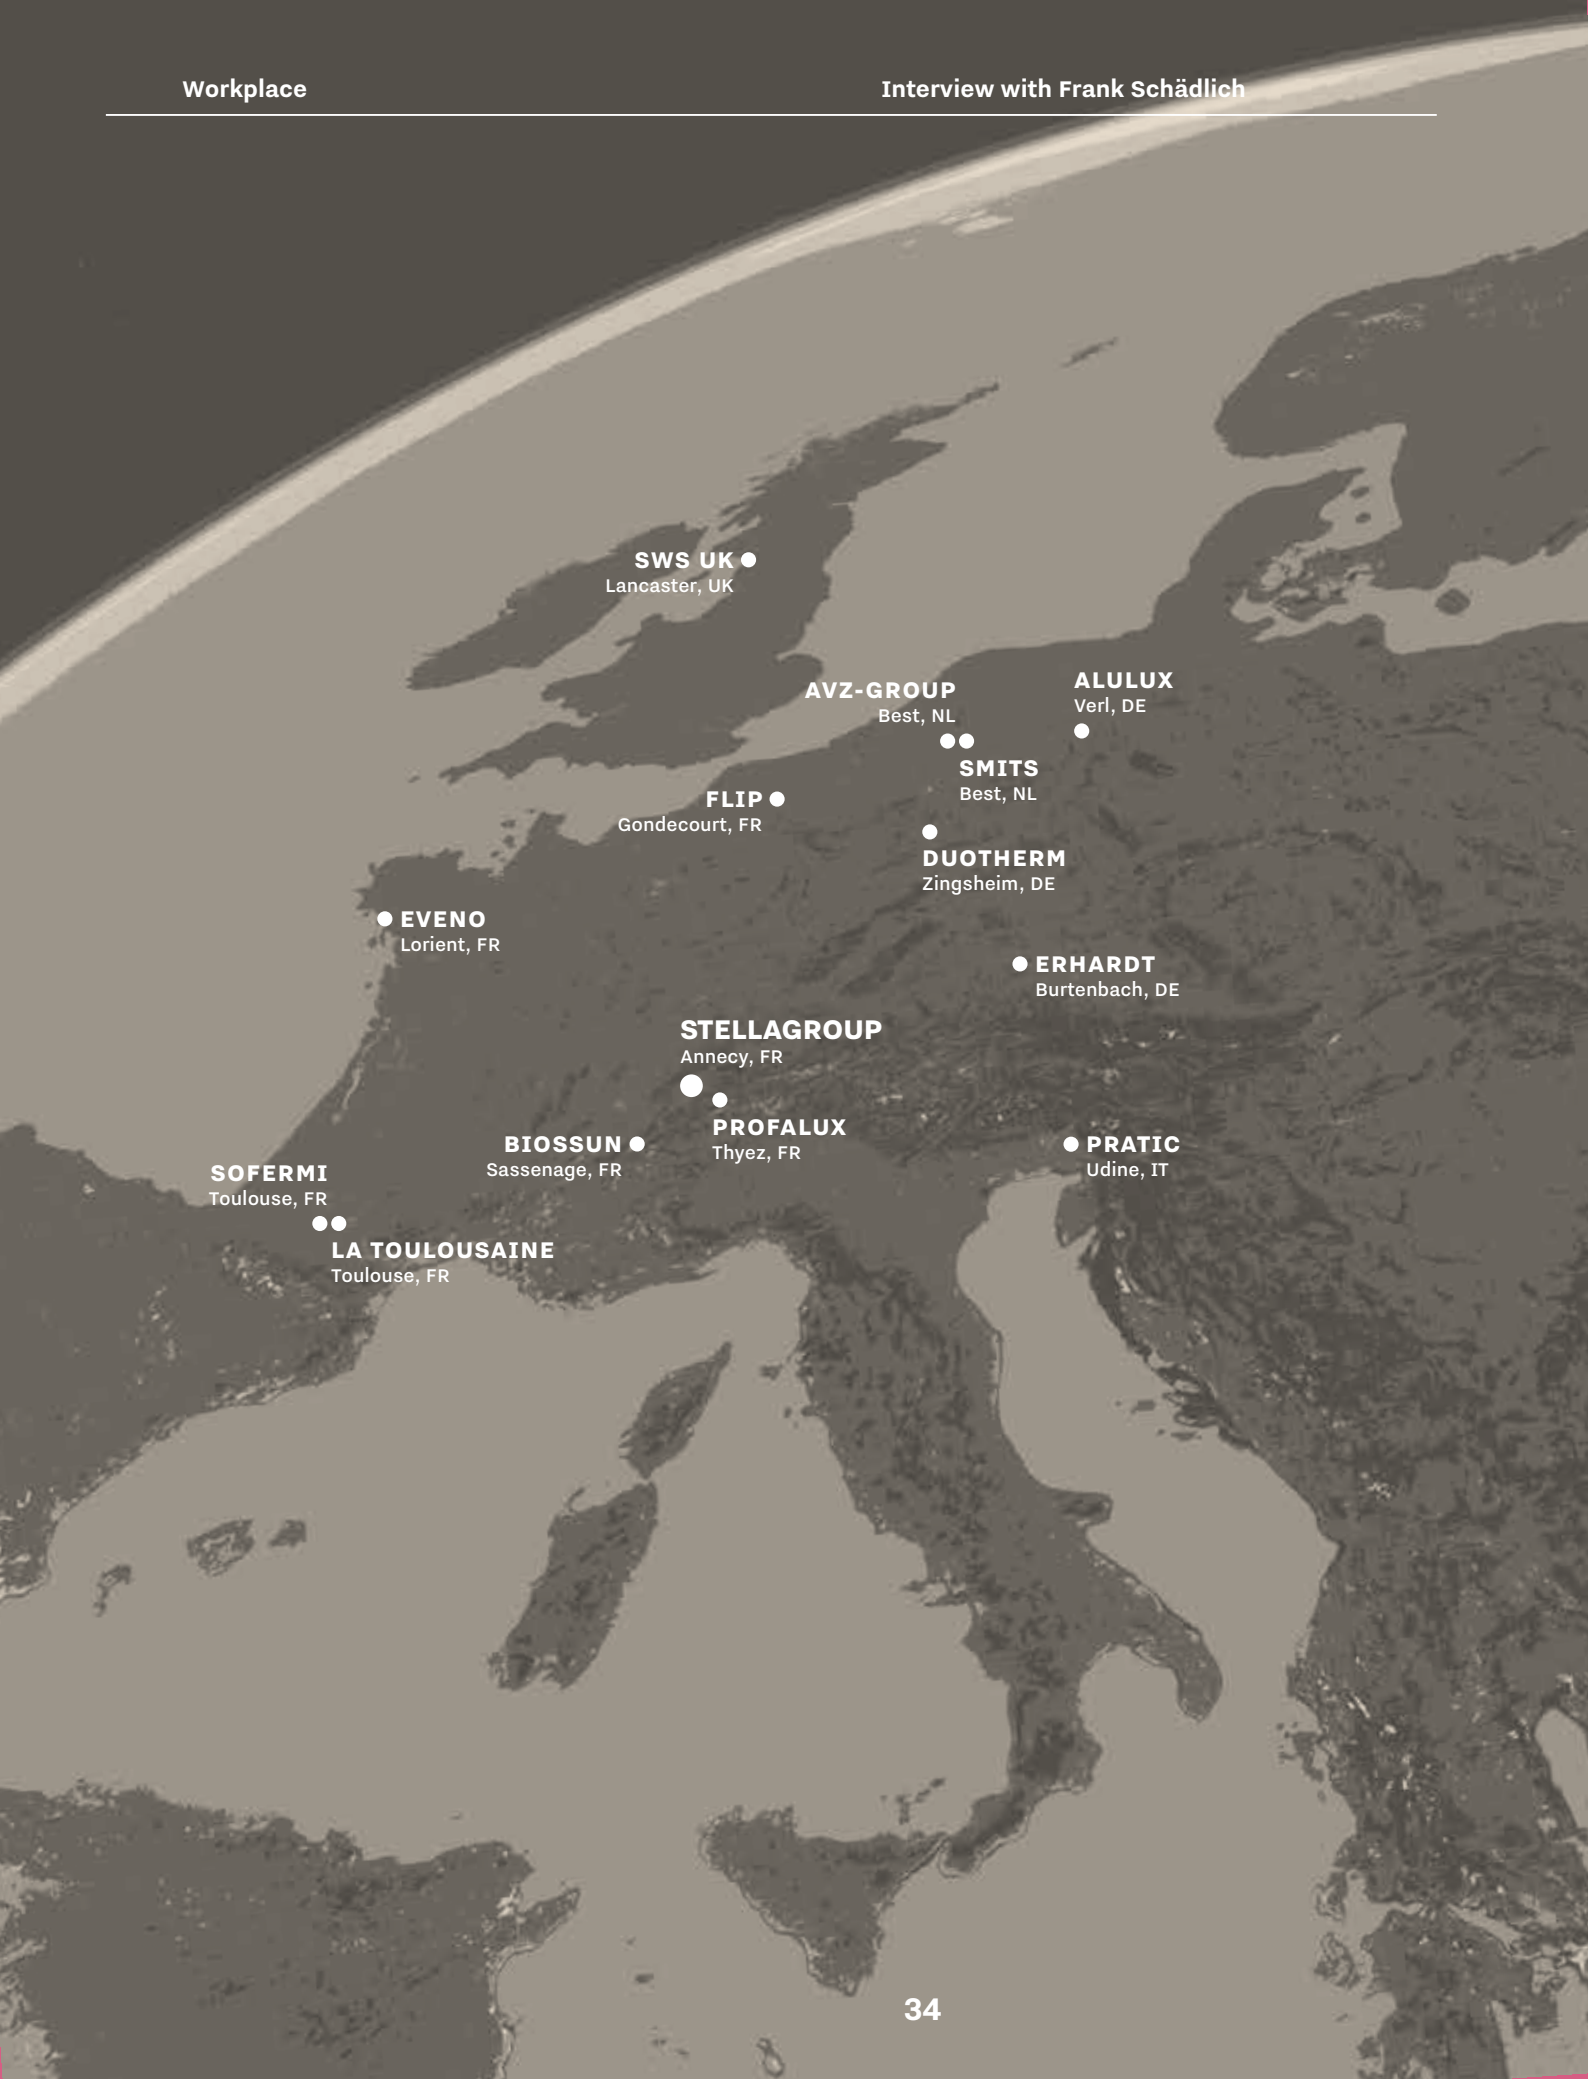 Workplace
Interview with Frank Schädlich
SWS UK
Lancaster, UK
ALULUX
Verl, DE
AVZ-GROUP
Best, NL
SMITS
Best, NL
FLIP
Gondecourt, FR
DUOTHERM
Zingsheim, DE
EVENO
Lorient, FR
ERHARDT
Burtenbach, DE
STELLAGROUP
Annecy, FR
PROFALUX
Thyez, FR
BIOSSUN
Sassenage, FR
PRATIC
Udine, IT
SOFERMI
Toulouse, FR
LA TOULOUSAINE
Toulouse, FR
34